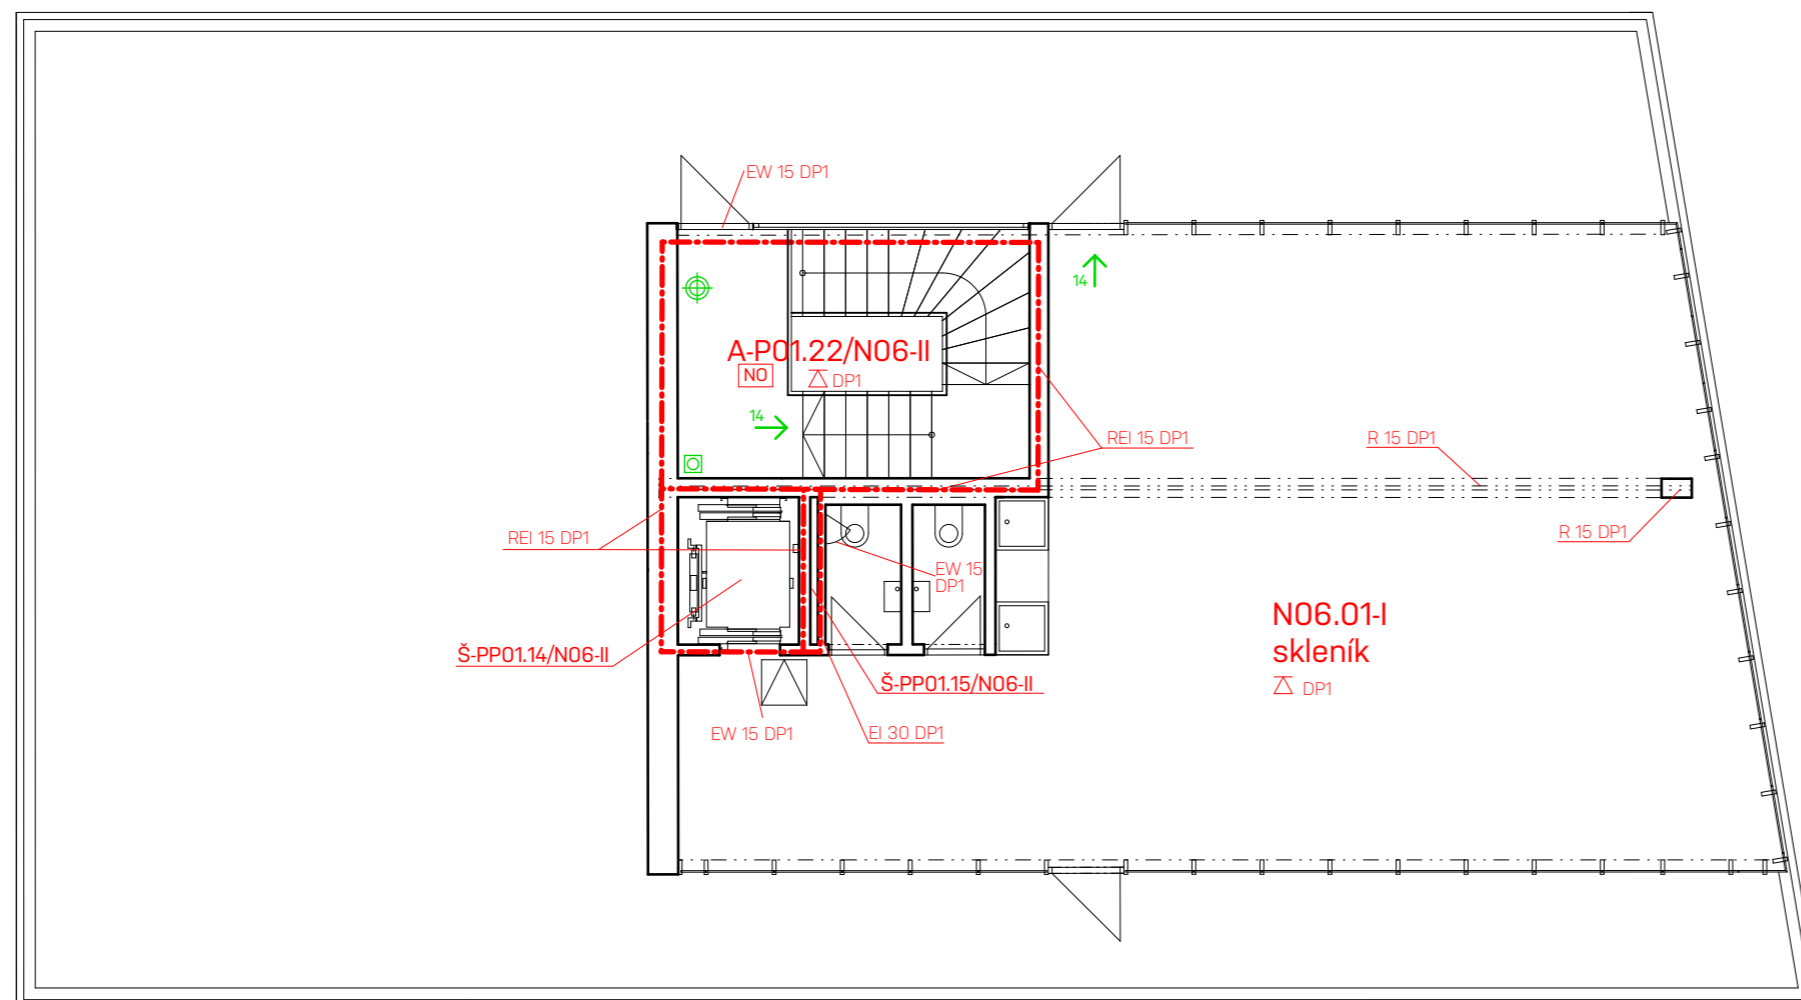 EW 15 DP1
14
A-P01.22/N06-II
NO
DP1
14
REI 15 DP1
R 15 DP1
REI 15 DP1
R 15 DP1
EW 15
DP1
N06.01-I
skleník
DP1
Š-PP01.14/N06-II
Š-PP01.15/N06-II
EW 15 DP1
EI 30 DP1